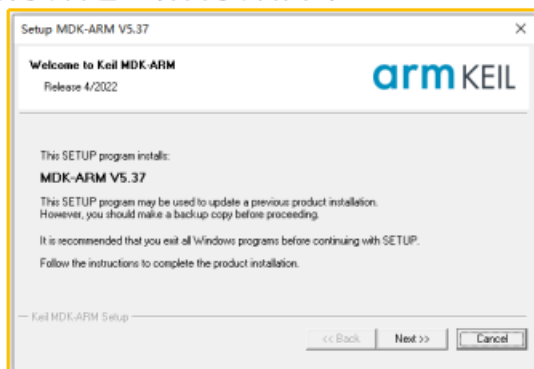 Setup MDK-ARM V5.37
Welcome to Keil MDK-ARM
Release 4/2022
arm KEIL
This SETUP program installs:
MDK-ARM V5.37
This SETUP program may be used to update a previous product installation.
However, you should make a backup copy before proceeding.
It is recommended that you exit all Windows programs before continuing with SETUP.
Follow the instructions to complete the product installation.
Keil MDK-ARM Setup
<< Back Next >> Cancel